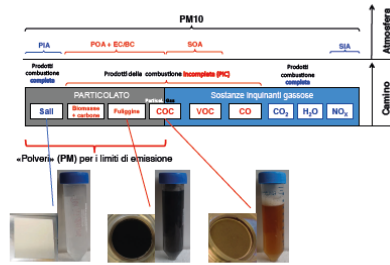 PM10
Atmosfera
PIA
POA + EC/BC
SOA
SIA
Prodotti
combustione
completa
Prodotti della combustione incompleta (PIC)
Prodotti
combustione
completa
Camino
PARTICOLATO
Sostanze inquinanti gassose
Sali
Biomassa
+ carbone
Fuliggine
COC
VOC
CO
CO2
H2O
NOX
«Polveri» (PM) per i limiti di emissione